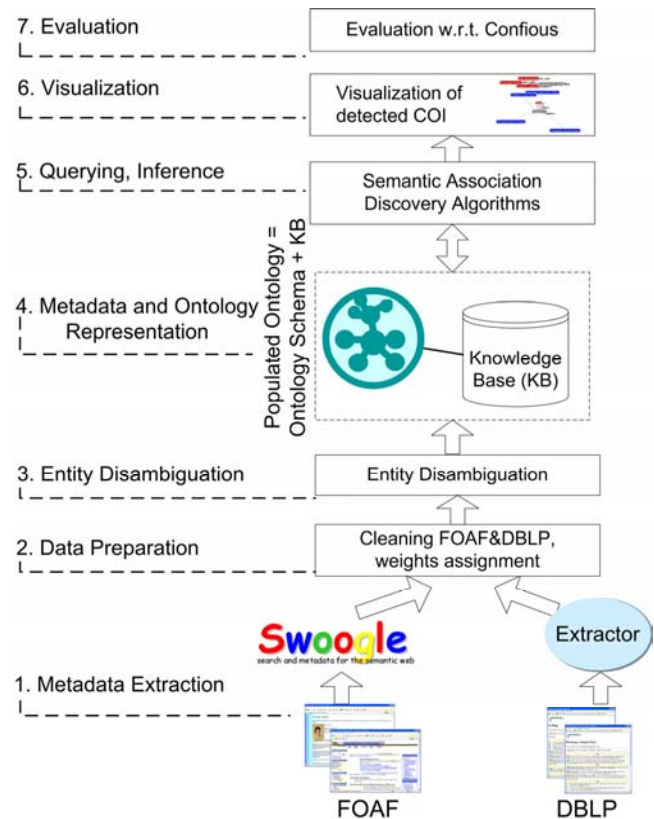 7. Evaluation
Evaluation w.r.t. Confious
6. Visualization
Visualization of
detected COI
5. Querying, Inference
Semantic Association
Discovery Algorithms
Populated Ontology =
Ontology Schema + KB
4. Metadata and Ontology
Representation
Knowledge
Base (KB)
3. Entity Disambiguation
Entity Disambiguation
2. Data Preparation
Cleaning FOAF&DBLP,
weights assignment
Swoogle
search and metadata for the semantic web
Extractor
1. Metadata Extraction
FOAF
DBLP